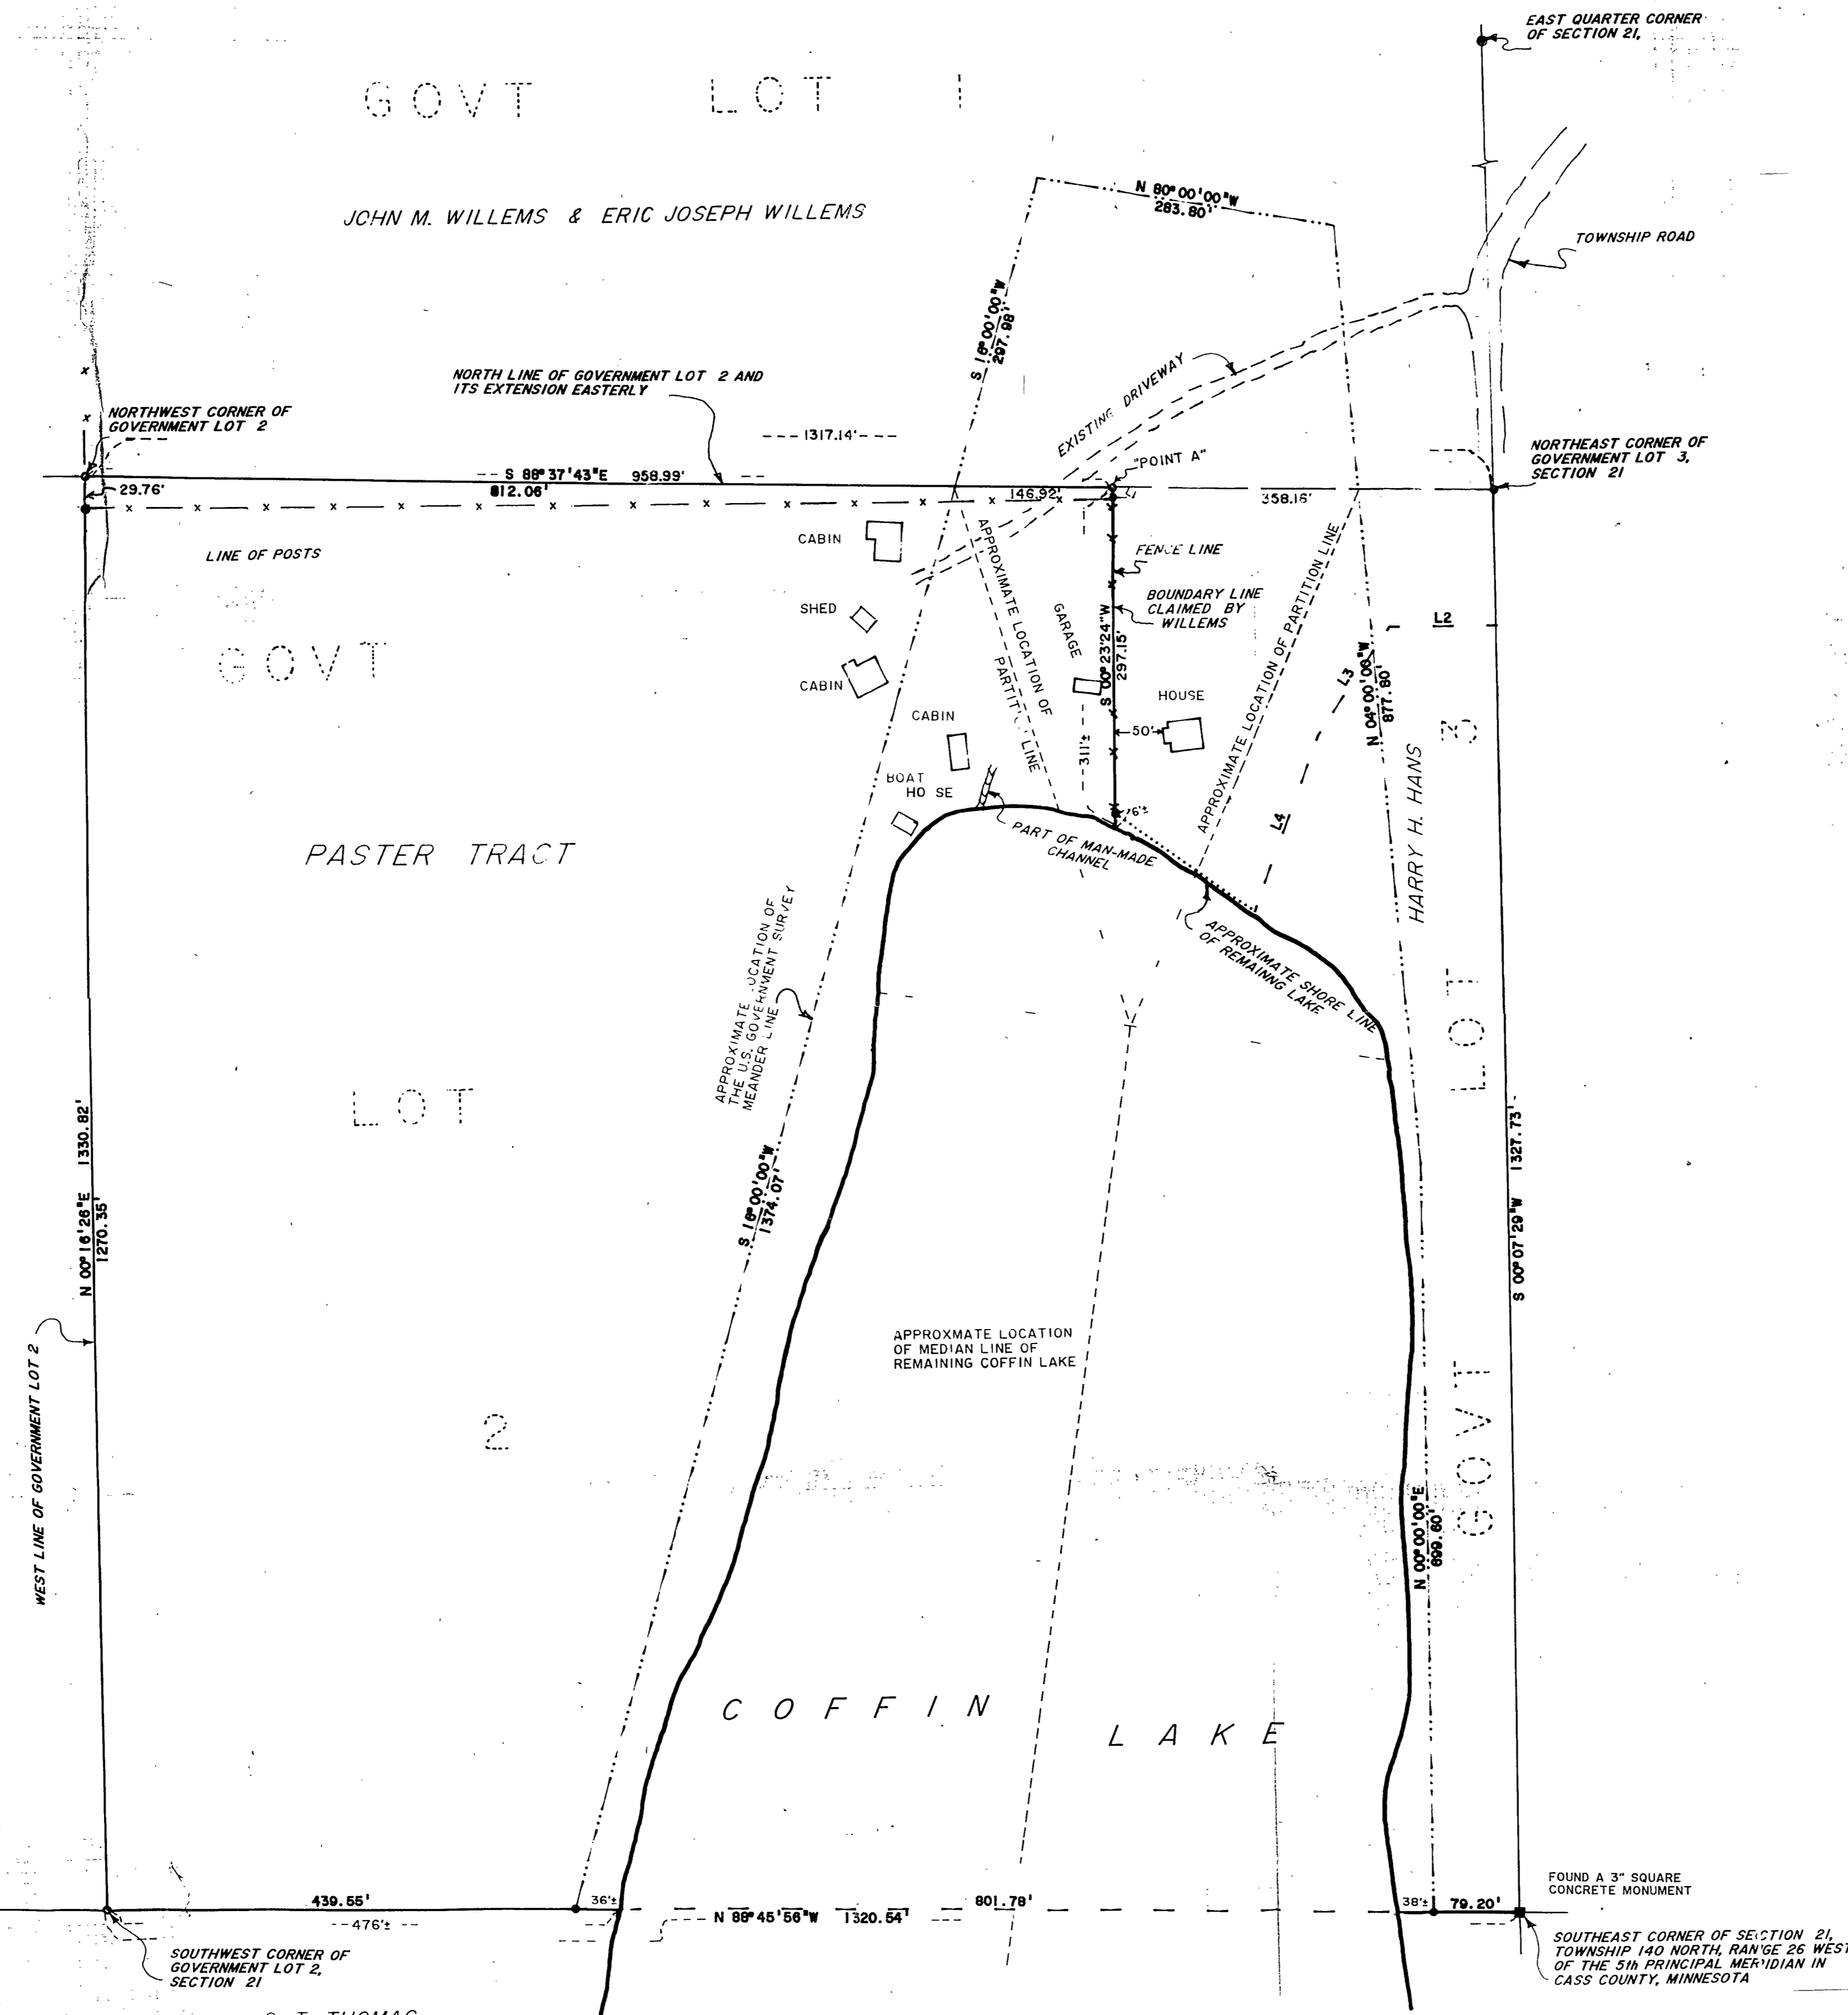 EAST QUARTER CORNER
OF SECTION 21,
GOVT LOT 1
JOHN M. WILLEMS & ERIC JOSEPH WILLEMS
N 80°00'00"W
283.80'
TOWNSHIP ROAD
S 16°00'00"W
297.98'
NORTH LINE OF GOVERNMENT LOT 2 AND
ITS EXTENSION EASTERLY
EXISTING DRIVEWAY
NORTHWEST CORNER OF
GOVERNMENT LOT 2
1317.14'
"POINT A"
NORTHEAST CORNER OF
GOVERNMENT LOT 3,
SECTION 21
S 88°37'43"E 958.99'
812.06'
146.92'
L1
358.16'
29.76'
LINE OF POSTS
CABIN
APPROXIMATE LOCATION OF
PARTIT LINE
FENCE LINE
BOUNDARY LINE
CLAIMED BY
WILLEMS
APPROXIMATE LOCATION OF PARTITION LINE
SHED
GARAGE
S 00°23'24"W
297.15'
L2
GOVT
CABIN
HOUSE
L3
N 04°00'00"W
877.80'
CABIN
50'
311'±
BOAT
HO SE
16'±
L4
HARRY H. HANS
PART OF MAN-MADE
CHANNEL
PASTER TRACT
APPROXIMATE SHORE LINE
OF REMAINNG LAKE
APPROXIMATE LOCATION OF
THE U.S. GOVERNMENT SURVEY
MEANDER LINE
LOT
GOVT LOT 3
N 00°16'26"E 1330.82'
1270.35'
S 16°00'00"W
1374.07'
S 00°07'29"W 1327.73'
WEST LINE OF GOVERNMENT LOT 2
APPROXMATE LOCATION
OF MEDIAN LINE OF
REMAINING COFFIN LAKE
2
N 00°00'00"E
699.60'
COFFIN LAKE
FOUND A 3" SQUARE
CONCRETE MONUMENT
439.55'
36'±
801.78'
38'±
79.20'
476'±
N 88°45'56"W 1320.54'
SOUTHWEST CORNER OF
GOVERNMENT LOT 2,
SECTION 21
SOUTHEAST CORNER OF SECTION 21,
TOWNSHIP 140 NORTH, RANGE 26 WEST
OF THE 5th PRINCIPAL MERIDIAN IN
CASS COUNTY, MINNESOTA